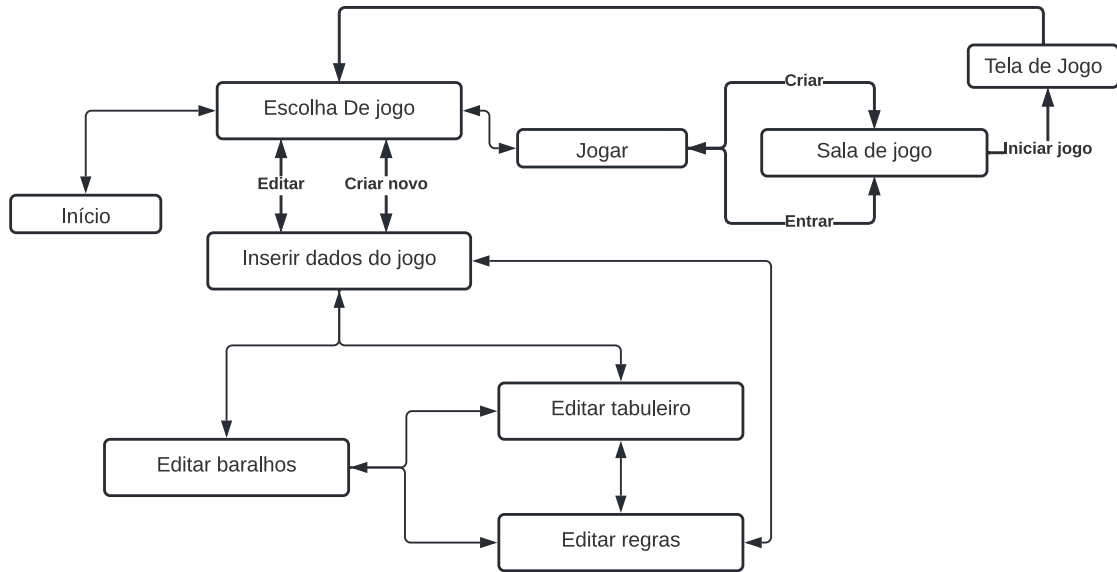 Tela de Jogo
Criar
Escolha De jogo
Jogar
Sala de jogo
Iniciar jogo
Editar
Criar novo
Início
Entrar
Inserir dados do jogo
Editar tabuleiro
Editar baralhos
Editar regras